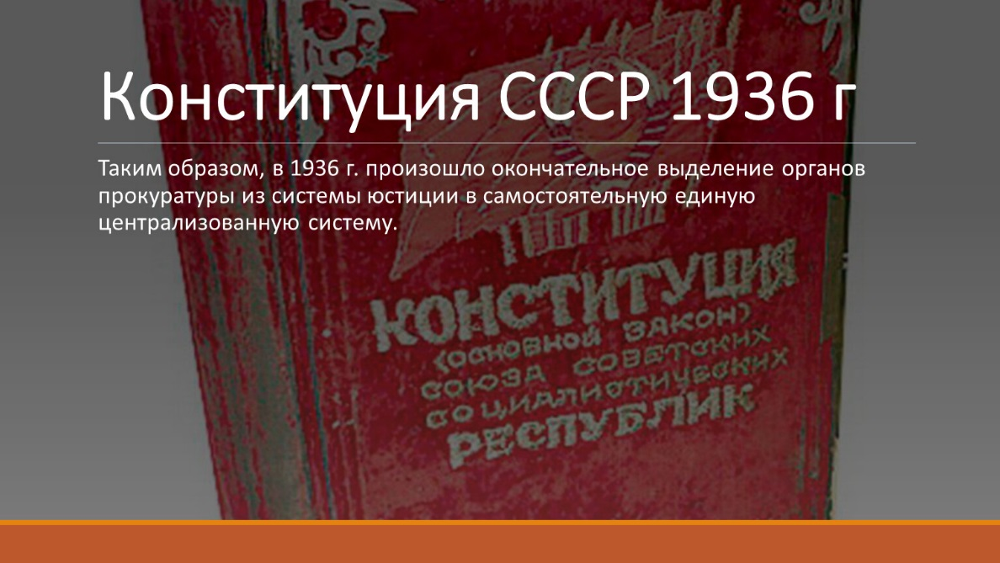 Конституция СССР 1936 г
Таким образом, в 1936 г. произошло окончательное выделение органов
прокуратуры из системы юстиции в самостоятельную единую
централизованную систему.
КОНСТИТУЦИЯ
(ОСНОВНОЙ ЗАКОН)
СОЮЗА СОВЕТСКИХ
СОЦИАЛИСТИЧЕСКИХ
РЕСПУБЛИК